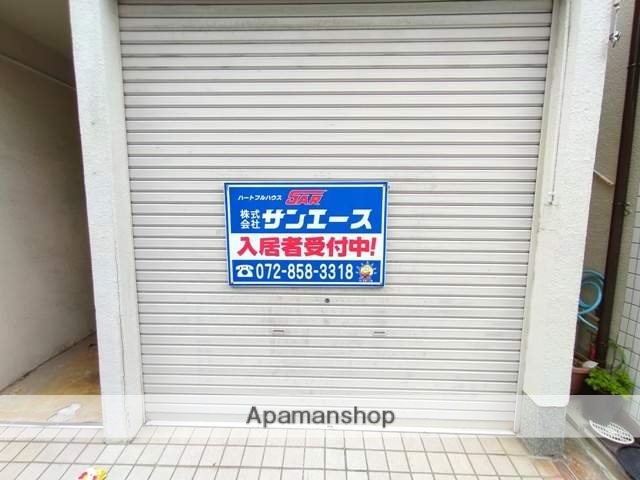 ハートフルハウス SAR
株式会社 サンエース
入居者受付中!
☎072-858-3318
Apamanshop